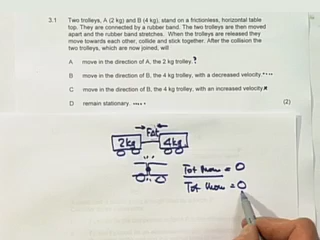 3.1 Two trolleys, A (2 kg) and B (4 kg), stand on a frictionless, horizontal table
top. They are connected by a rubber band. The two trolleys are then moved
apart and the rubber band stretches. When the trolleys are released they
move towards each other, collide and stick together. After the collision the
two trolleys, which are now joined, will
A move in the direction of A, the 2 kg trolley.
B move in the direction of B, the 4 kg trolley, with a decreased velocity.
C move in the direction of B, the 4 kg trolley, with an increased velocity.
D remain stationary. (2)
2kg 4kg
Tot mom = 0
Tot mom = 0